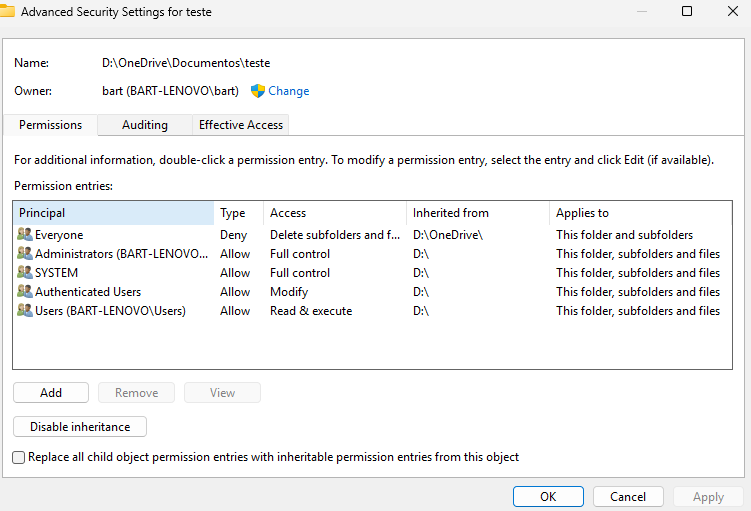 Advanced Security Settings for teste
Name: D:\OneDrive\Documentos\teste
Owner: bart (BART-LENOVO\bart) Change
Permissions Auditing Effective Access
For additional information, double-click a permission entry. To modify a permission entry, select the entry and click Edit (if available).
Permission entries:
Principal Type Access Inherited from Applies to
Everyone Deny Delete subfolders and f... D:\OneDrive\ This folder and subfolders
Administrators (BART-LENOVO... Allow Full control D:\ This folder, subfolders and files
SYSTEM Allow Full control D:\ This folder, subfolders and files
Authenticated Users Allow Modify D:\ This folder, subfolders and files
Users (BART-LENOVO\Users) Allow Read & execute D:\ This folder, subfolders and files
Add Remove View
Disable inheritance
Replace all child object permission entries with inheritable permission entries from this object
OK Cancel Apply